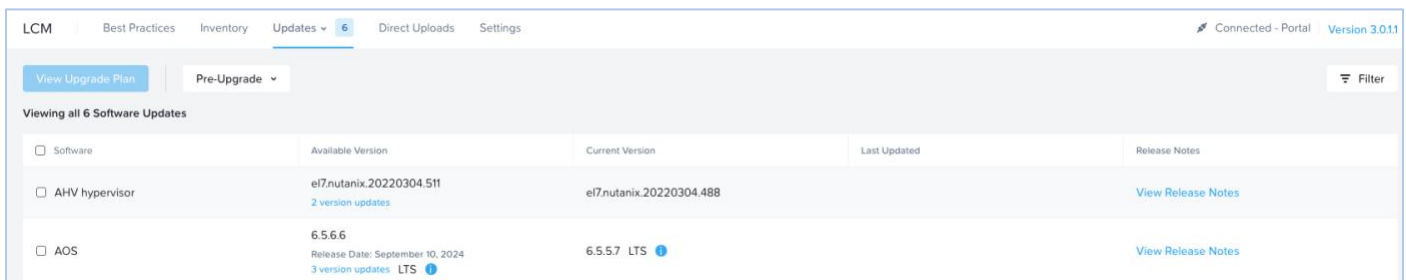 LCM Best Practices Inventory Updates 6 Direct Uploads Settings Connected - Portal Version 3.0.1.1
View Upgrade Plan Pre-Upgrade Filter
Viewing all 6 Software Updates
Software Available Version Current Version Last Updated Release Notes
AHV hypervisor el7.nutanix.20220304.511 el7.nutanix.20220304.488 View Release Notes
2 version updates
AOS 6.5.6.6 6.5.5.7 LTS View Release Notes
Release Date: September 10, 2024
3 version updates LTS